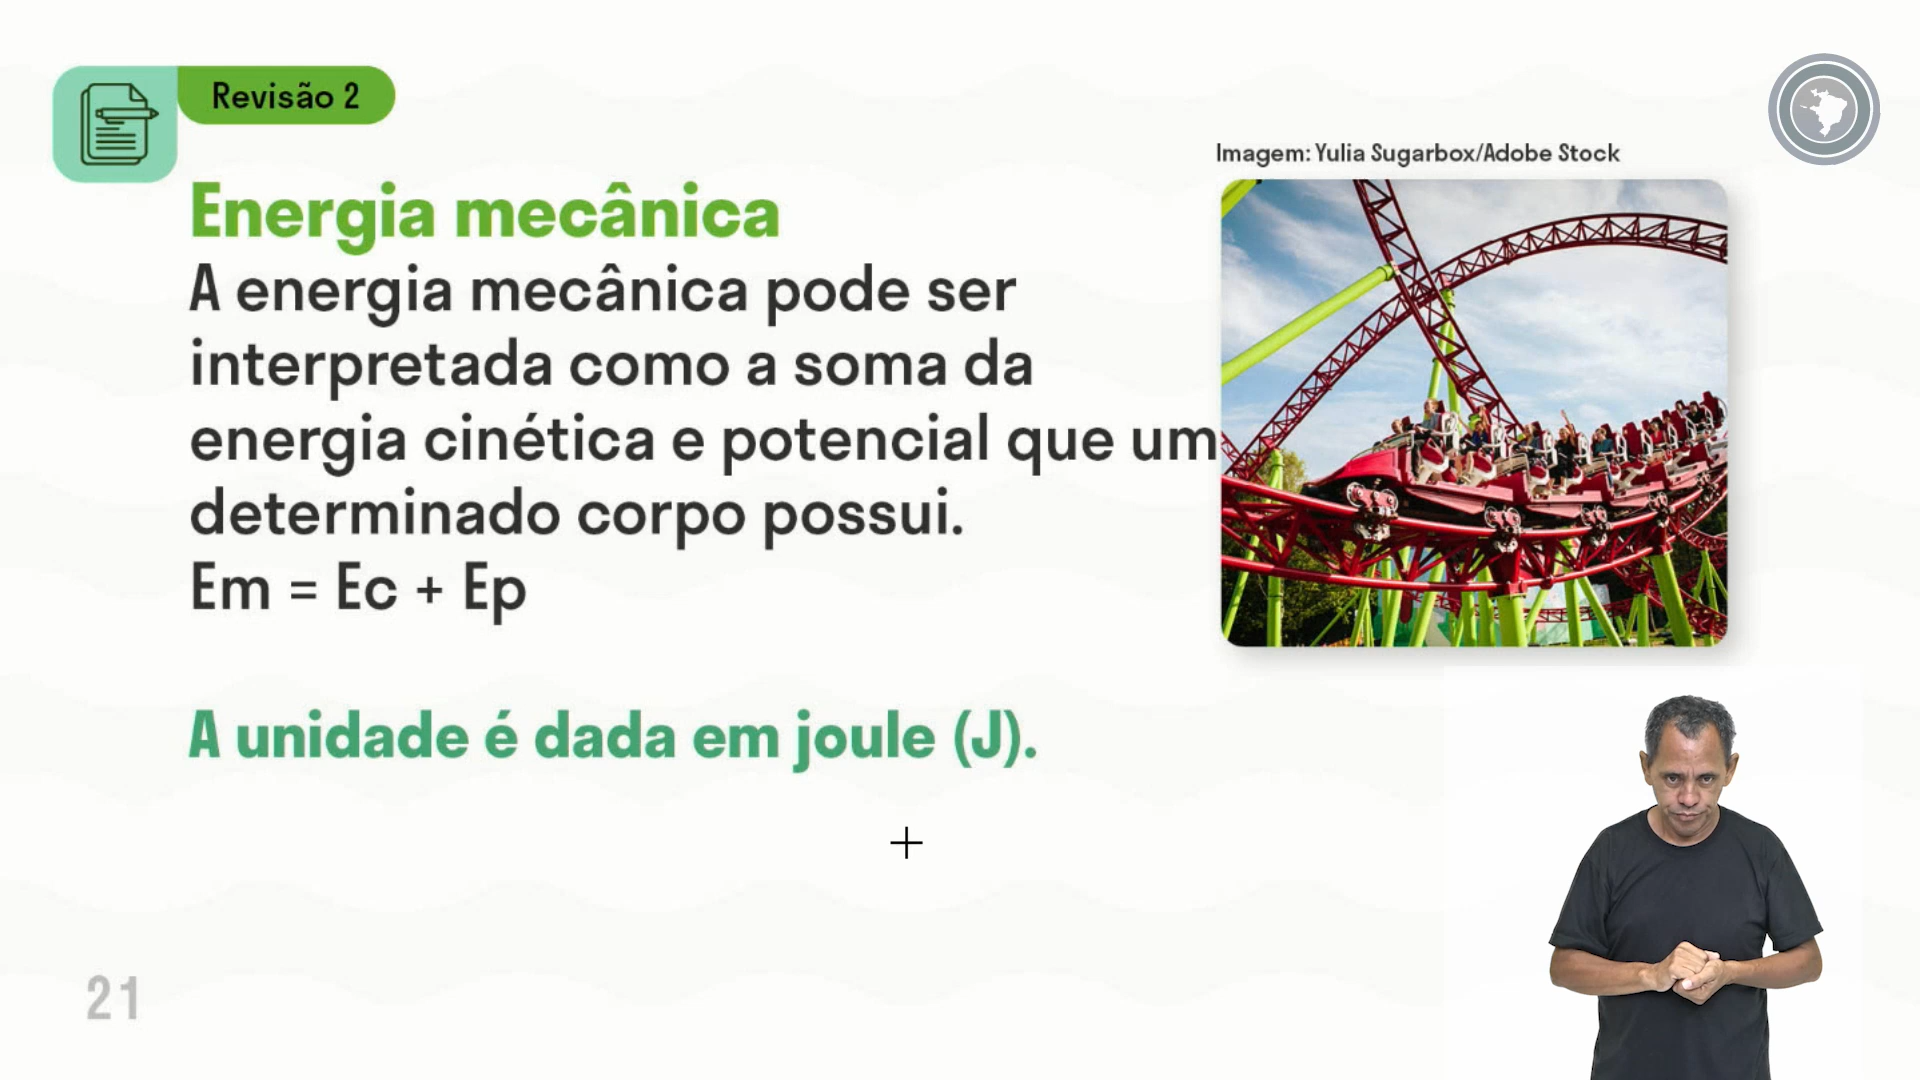 Revisão 2
Imagem: Yulia Sugarbox/Adobe Stock
Energia mecânica
A energia mecânica pode ser
interpretada como a soma da
energia cinética e potencial que um
determinado corpo possui.
Em = Ec + Ep
A unidade é dada em joule (J).
21